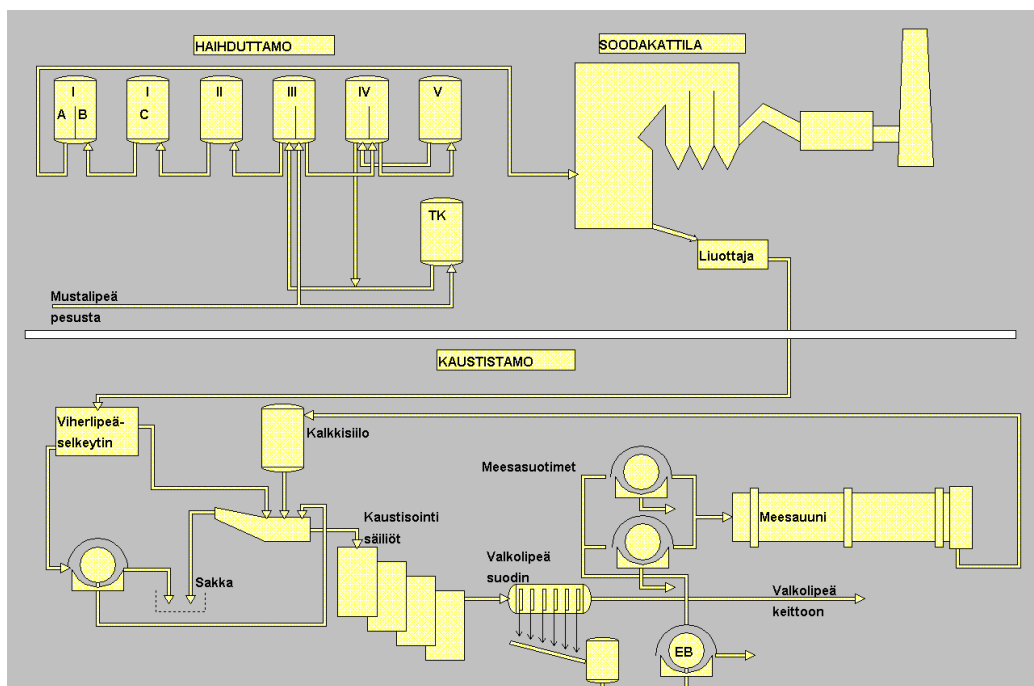 HAIHDUTTAMO
SOODAKATTILA
I
A B
I
C
II
III
IV
V
TK
Liuottaja
Mustalipeä
pesusta
KAUSTISTAMO
Viherlipeä-
selkeytin
Kalkkisiilo
Meesasuotimet
Meesauuni
Kaustisointi
säiliöt
Valkolipeä
suodin
Sakka
Valkolipeä
keittoon
EB